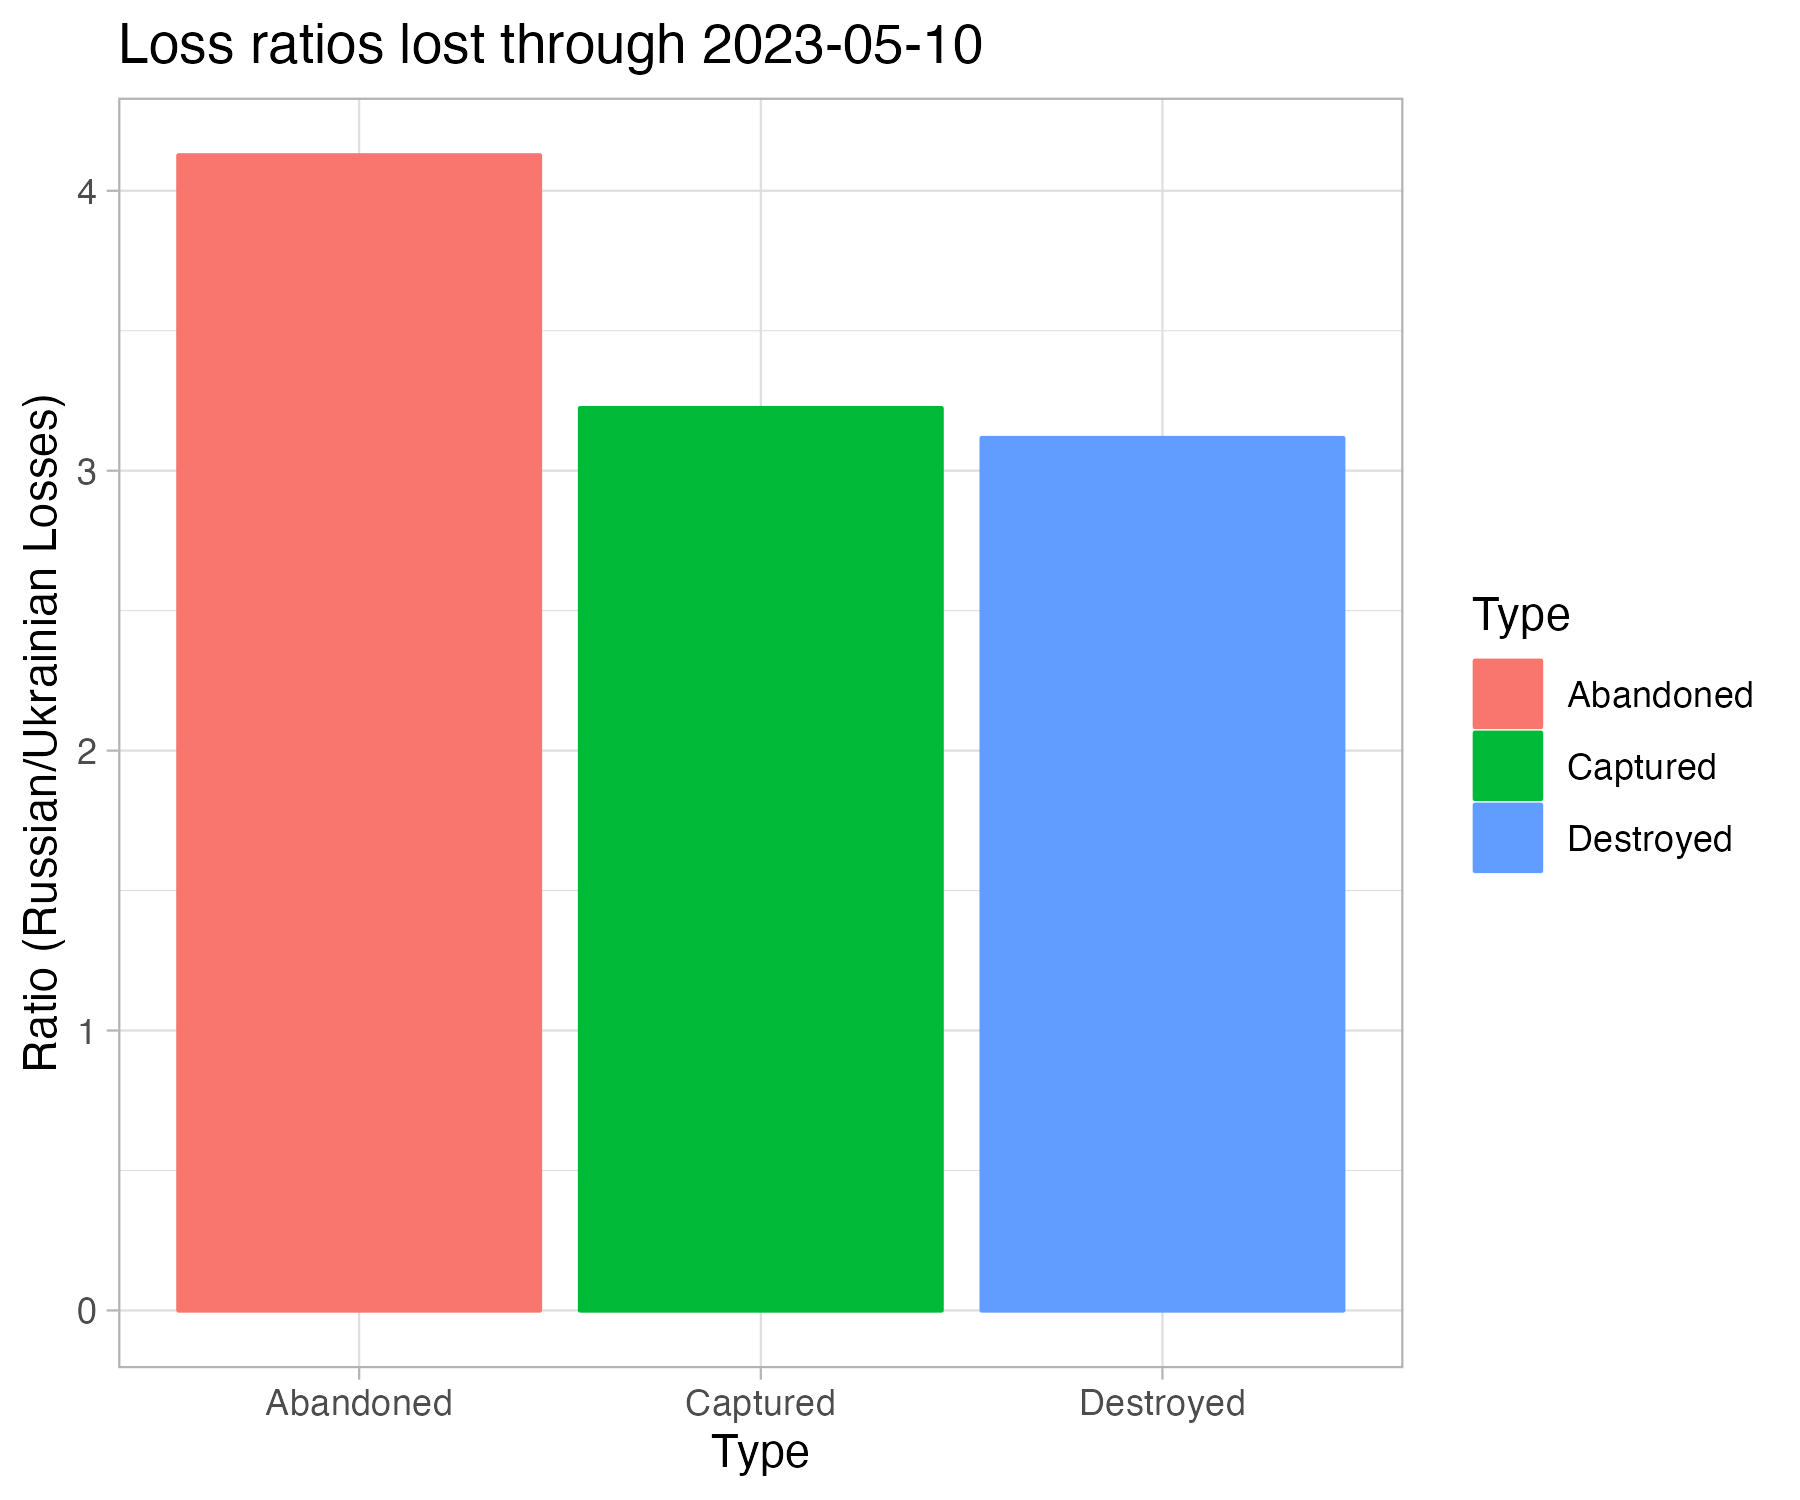 Loss ratios lost through 2023-05-10
Ratio (Russian/Ukrainian Losses)
4
3
2
1
0
Abandoned
Captured
Destroyed
Type
Type
Abandoned
Captured
Destroyed